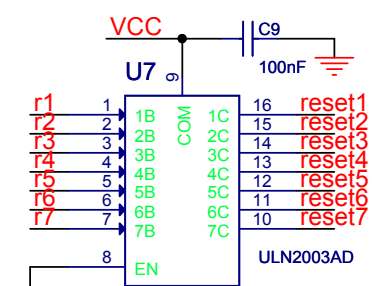 VCC
C9
100nF
U7
9
COM
r1 1 1B 1C 16 reset1
r2 2 2B 2C 15 reset2
r3 3 3B 3C 14 reset3
r4 4 4B 4C 13 reset4
r5 5 5B 5C 12 reset5
r6 6 6B 6C 11 reset6
r7 7 7B 7C 10 reset7
8 EN
ULN2003AD